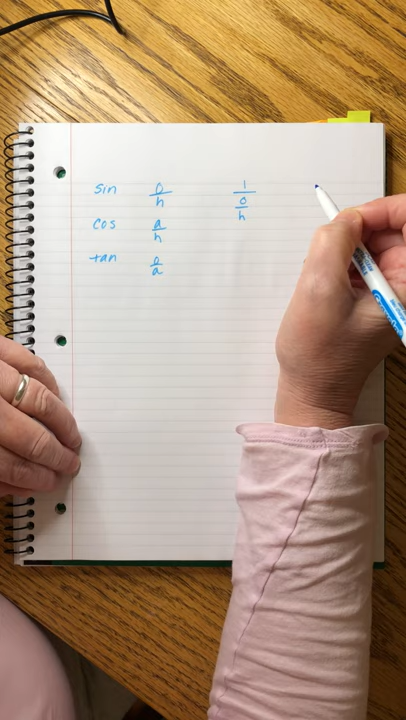 sin o/h 1/(o/h)
cos a/h
tan o/a